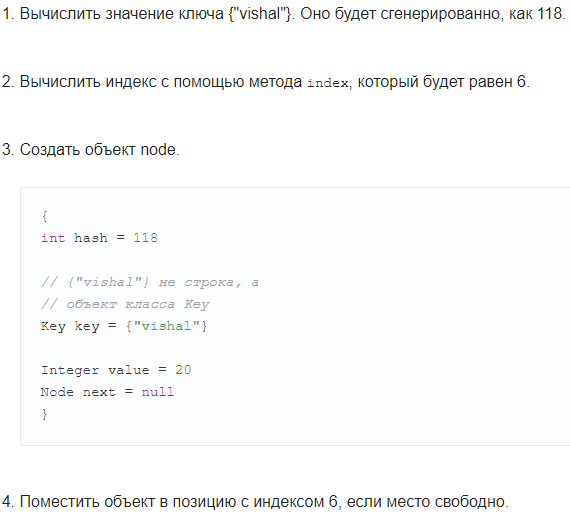 1. Вычислить значение ключа {"vishal"}. Оно будет сгенерированно, как 118.
2. Вычислить индекс с помощью метода index, который будет равен 6.
3. Создать объект node.
{
int hash = 118
// {"vishal"} не строка, а
// объект класса Key
Key key = {"vishal"}
Integer value = 20
Node next = null
}
4. Поместить объект в позицию с индексом 6, если место свободно.